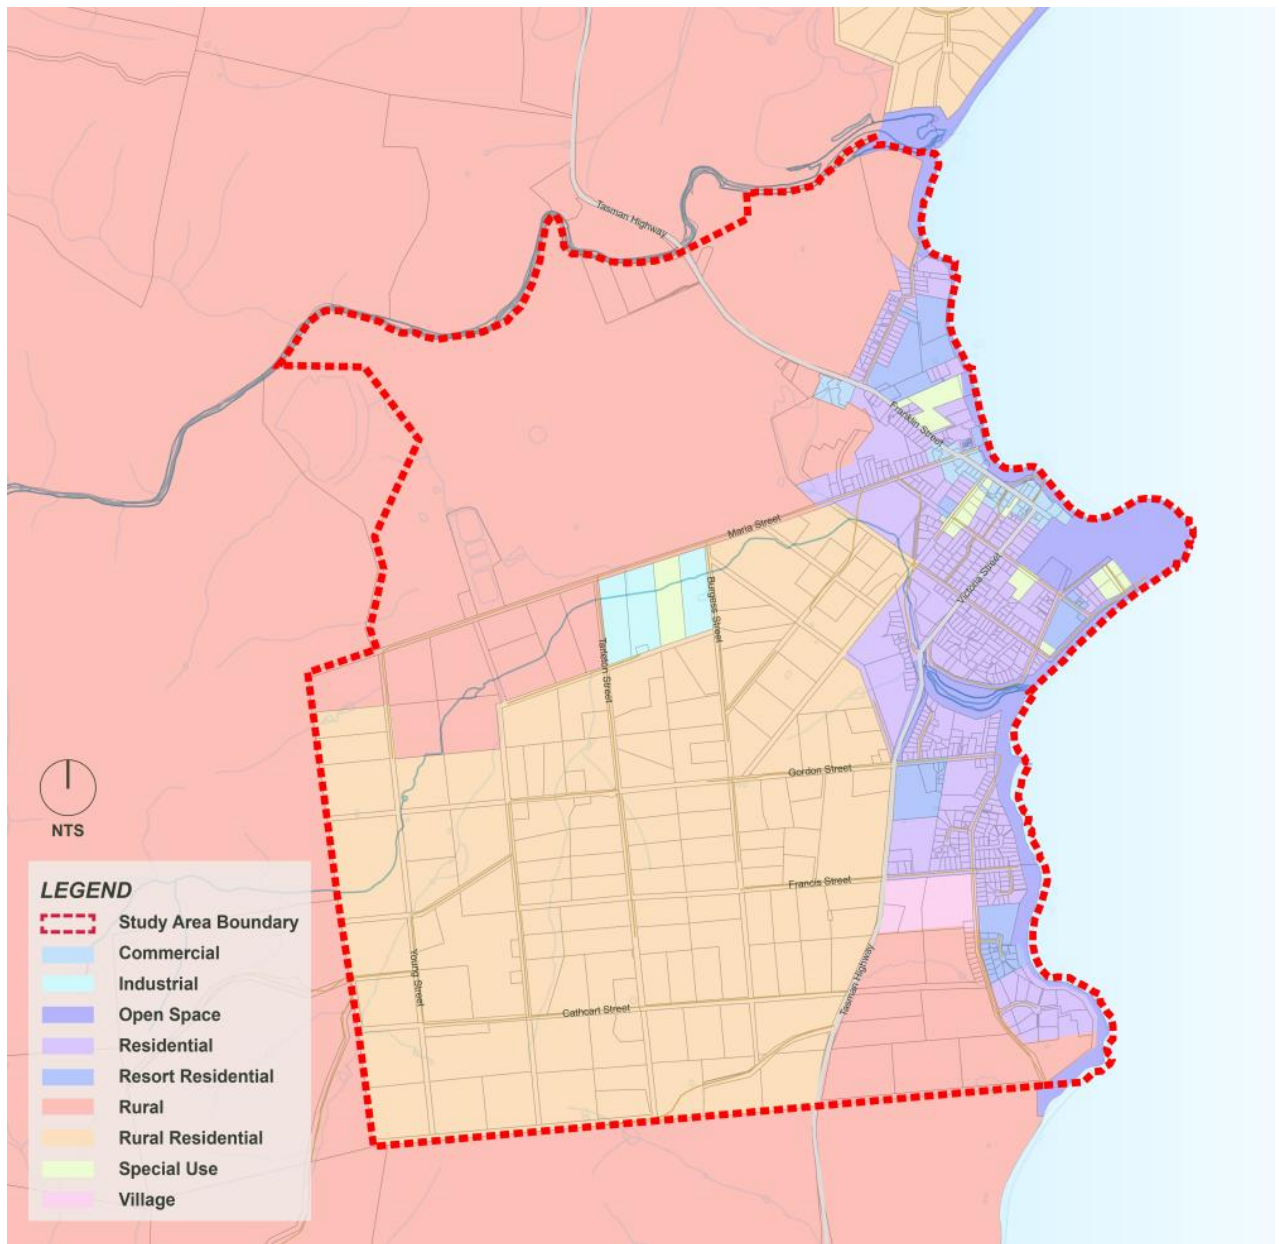 Tasman Highway
Franklin Street
Maria Street
Victoria Street
Burgess Street
Tarleton Street
Gordon Street
NTS
LEGEND
Study Area Boundary
Commercial
Industrial
Open Space
Residential
Resort Residential
Rural
Rural Residential
Special Use
Village
Francis Street
Young Street
Tasman Highway
Cathcart Street